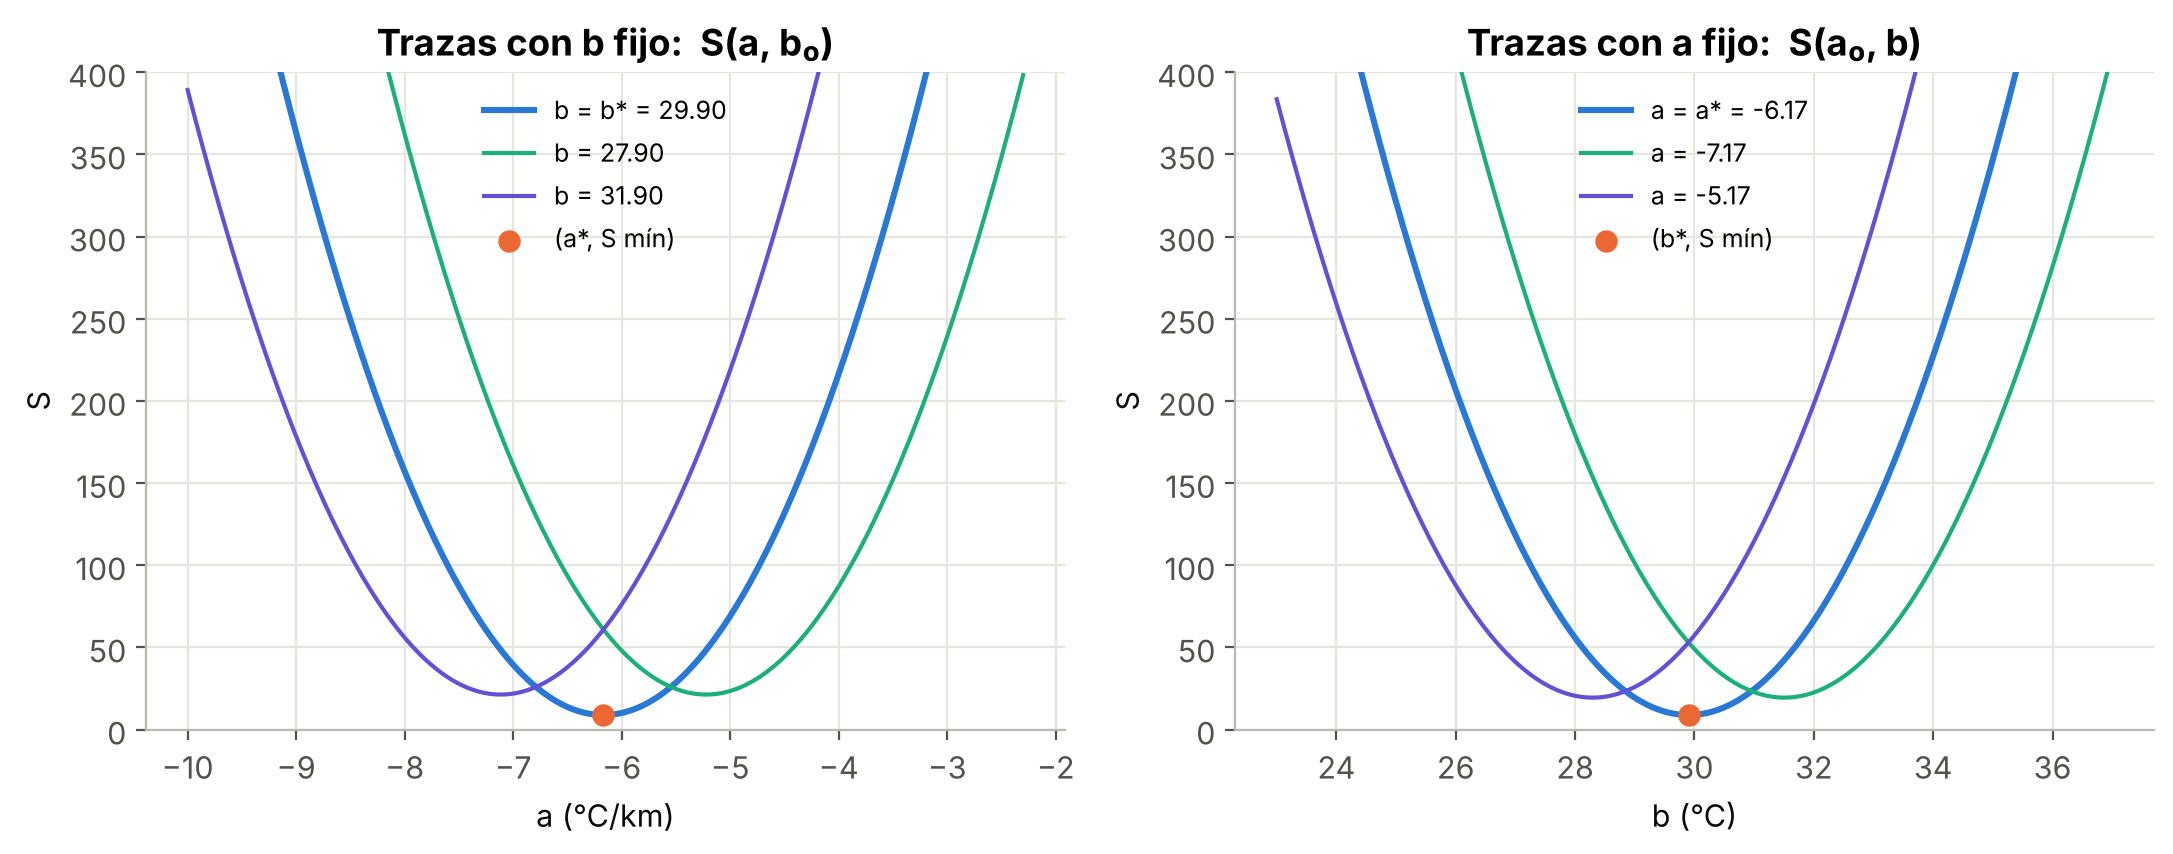 Trazas con b fijo:  S(a, b₀)
400
350
300
250
200
150
100
50
0
S
b = b* = 29.90
b = 27.90
b = 31.90
(a*, S mín)
−10 −9 −8 −7 −6 −5 −4 −3 −2
a (°C/km)
Trazas con a fijo:  S(a₀, b)
400
350
300
250
200
150
100
50
0
S
a = a* = -6.17
a = -7.17
a = -5.17
(b*, S mín)
24 26 28 30 32 34 36
b (°C)